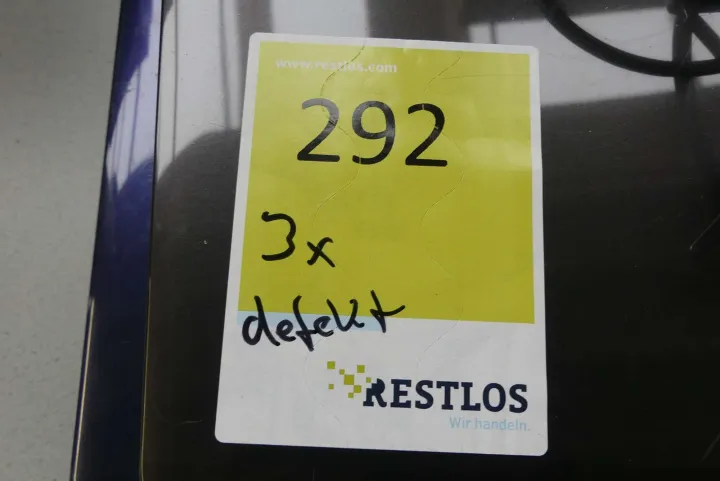 www.restlos.com
292
3x
defekt
RESTLOS
Wir handeln.